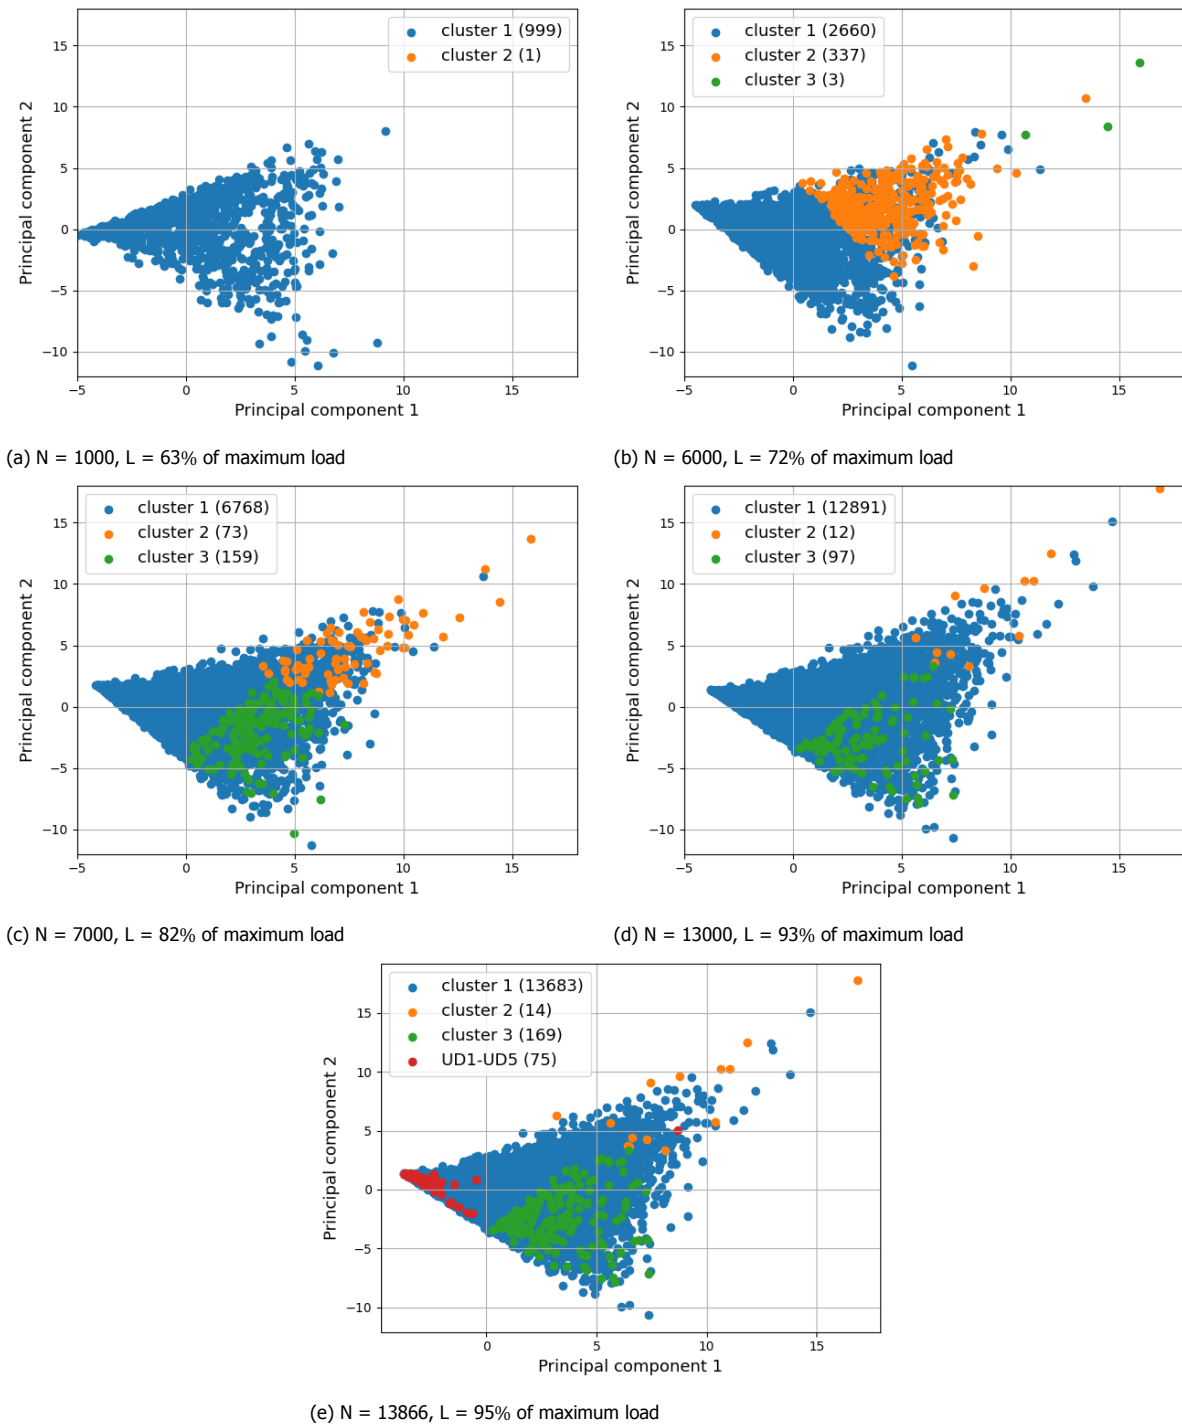 cluster 1 (999)
cluster 2 (1)
15
10
5
0
−5
−10
Principal component 2
−5 0 5 10 15
Principal component 1
(a) N = 1000, L = 63% of maximum load
cluster 1 (2660)
cluster 2 (337)
cluster 3 (3)
15
10
5
0
−5
−10
Principal component 2
−5 0 5 10 15
Principal component 1
(b) N = 6000, L = 72% of maximum load
cluster 1 (6768)
cluster 2 (73)
cluster 3 (159)
15
10
5
0
−5
−10
Principal component 2
−5 0 5 10 15
Principal component 1
(c) N = 7000, L = 82% of maximum load
cluster 1 (12891)
cluster 2 (12)
cluster 3 (97)
15
10
5
0
−5
−10
Principal component 2
−5 0 5 10 15
Principal component 1
(d) N = 13000, L = 93% of maximum load
cluster 1 (13683)
cluster 2 (14)
cluster 3 (169)
UD1-UD5 (75)
15
10
5
0
−5
−10
Principal component 2
0 5 10 15
Principal component 1
(e) N = 13866, L = 95% of maximum load